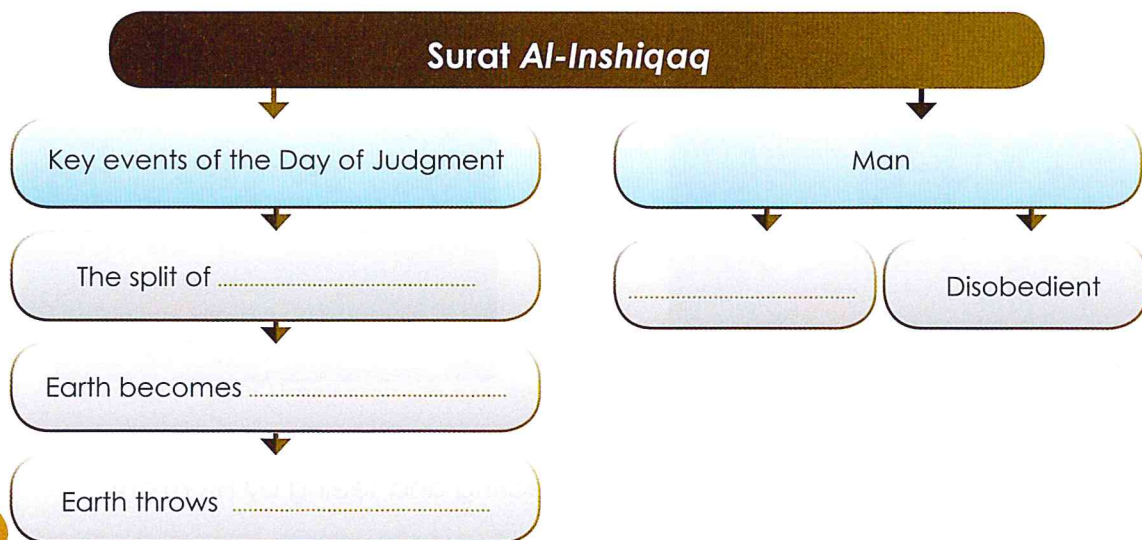 Surat Al-Inshiqaq
Key events of the Day of Judgment
Man
The split of ................................................
...........................................
Disobedient
Earth becomes ................................................
Earth throws ................................................